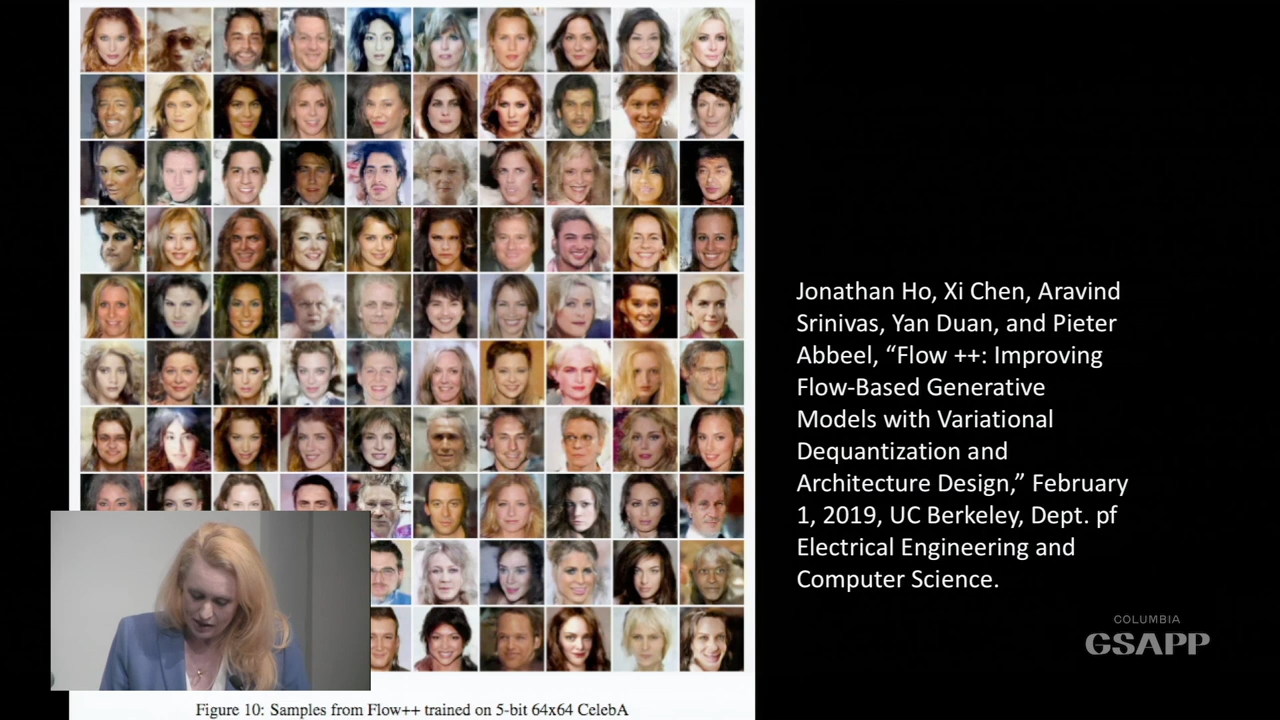 Jonathan Ho, Xi Chen, Aravind
Srinivas, Yan Duan, and Pieter
Abbeel, “Flow ++: Improving
Flow-Based Generative
Models with Variational
Dequantization and
Architecture Design,” February
1, 2019, UC Berkeley, Dept. pf
Electrical Engineering and
Computer Science.
COLUMBIA
GSAPP
Figure 10: Samples from Flow++ trained on 5-bit 64x64 CelebA